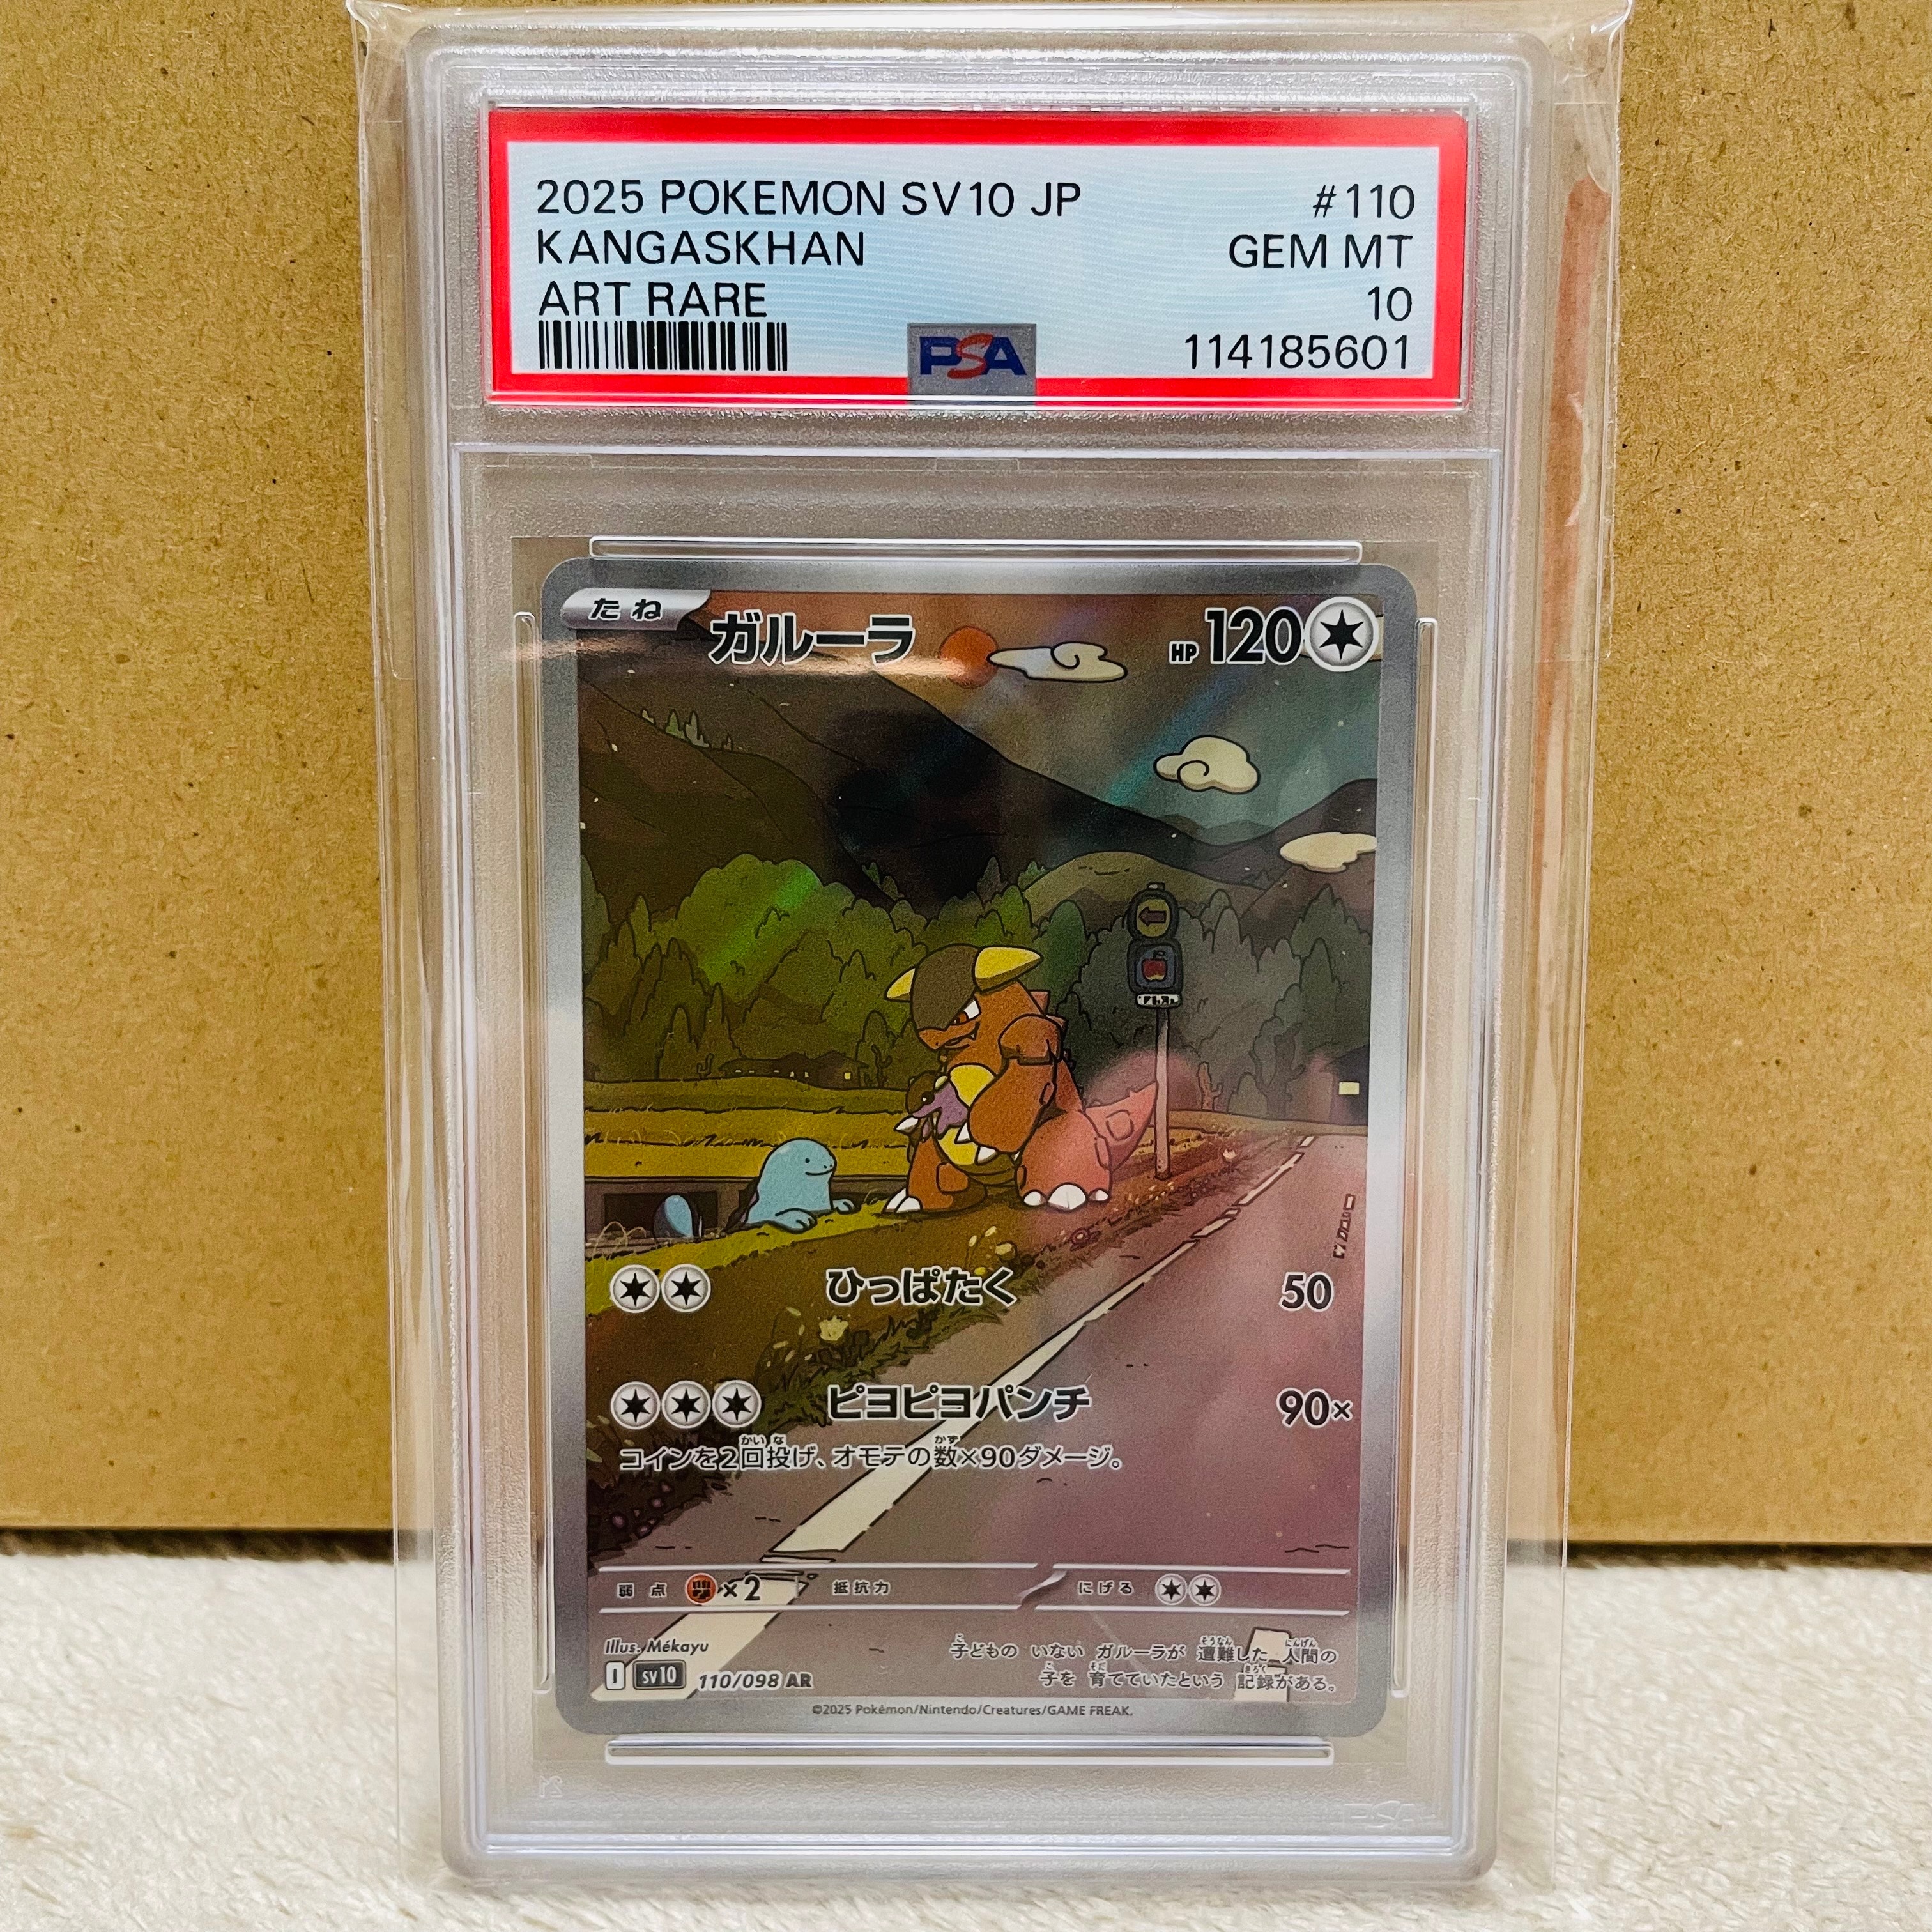 2025 POKEMON SV10 JP #110
KANGASKHAN GEM MT
ART RARE 10
PSA 114185601
たね ガルーラ HP 120
ひっぱたく 50
ピヨピヨパンチ 90×
コインを2回投げ、オモテの数×90ダメージ。
弱点 ×2 抵抗力 にげる
Illus. Mékayu
子どもの いない ガルーラが 遭難した 人間の
子を 育てていたという 記録がある。
I sv10 110/098 AR
©2025 Pokémon/Nintendo/Creatures/GAME FREAK.